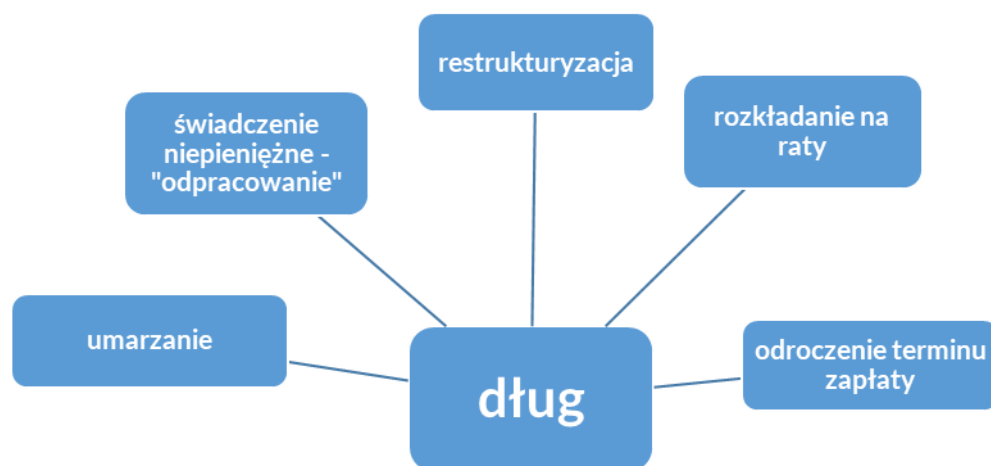 restrukturyzacja
rozkładanie na
raty
świadczenie
niepieniężne -
"odpracowanie"
umarzanie
odroczenie terminu
zapłaty
dług